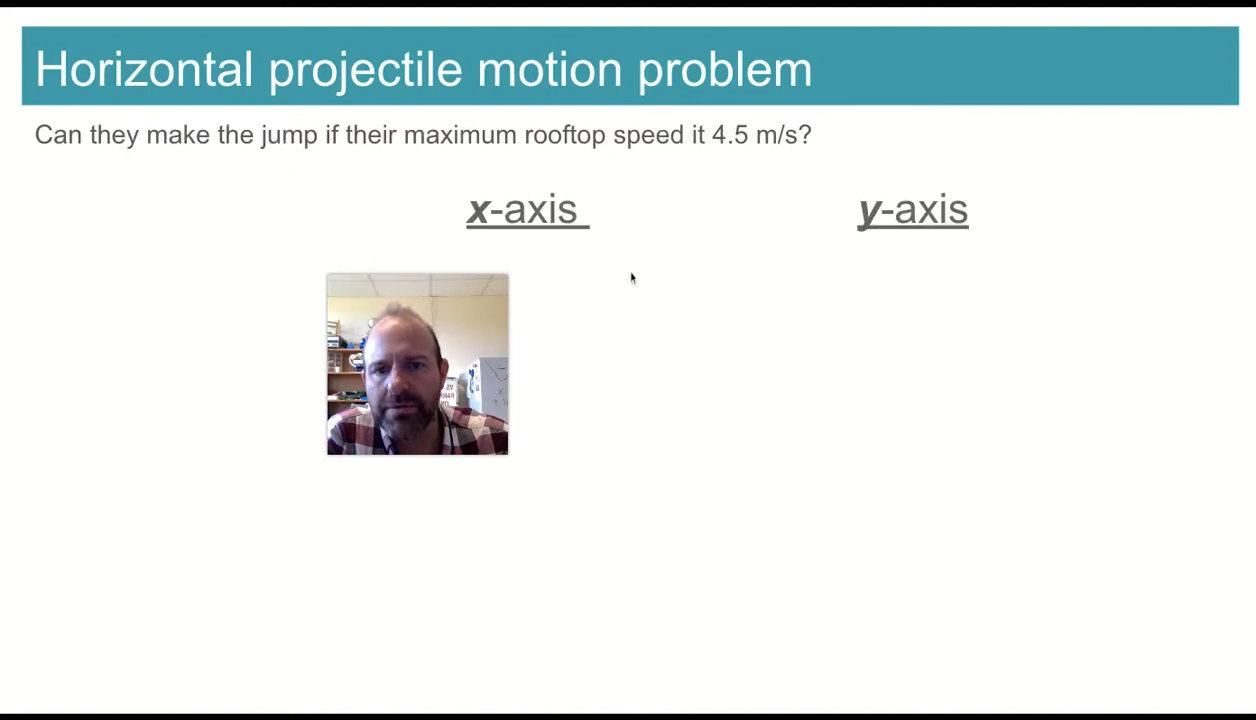 Horizontal projectile motion problem
Can they make the jump if their maximum rooftop speed it 4.5 m/s?
x-axis
y-axis